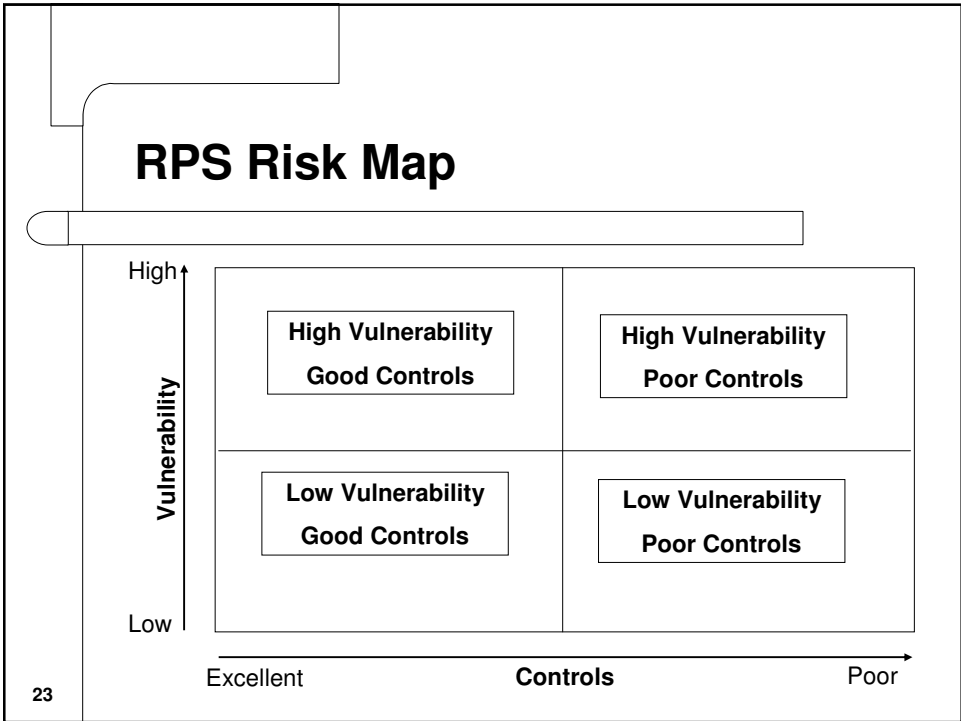 RPS Risk Map
High
High Vulnerability
Good Controls
High Vulnerability
Poor Controls
Vulnerability
Low Vulnerability
Good Controls
Low Vulnerability
Poor Controls
Low
Excellent
Controls
Poor
23